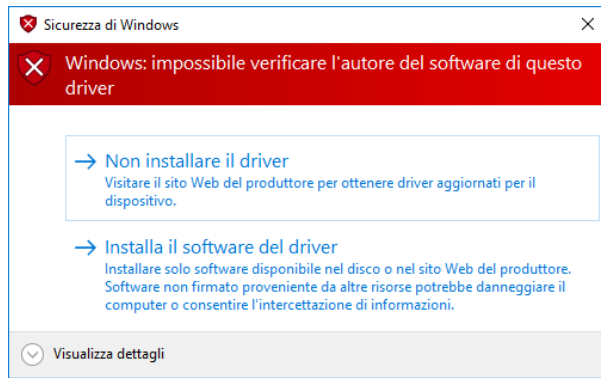 Sicurezza di Windows
Windows: impossibile verificare l'autore del software di questo
driver
Non installare il driver
Visitare il sito Web del produttore per ottenere driver aggiornati per il
dispositivo.
Installa il software del driver
Installare solo software disponibile nel disco o nel sito Web del produttore.
Software non firmato proveniente da altre risorse potrebbe danneggiare il
computer o consentire l'intercettazione di informazioni.
Visualizza dettagli